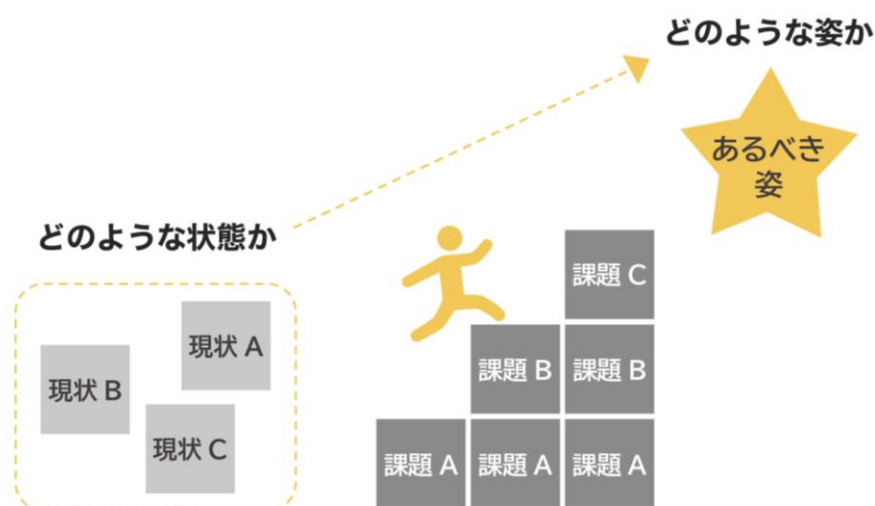 どのような姿か
あるべき
姿
どのような状態か
現状 A
現状 B
現状 C
課題 C
課題 B
課題 B
課題 A
課題 A
課題 A